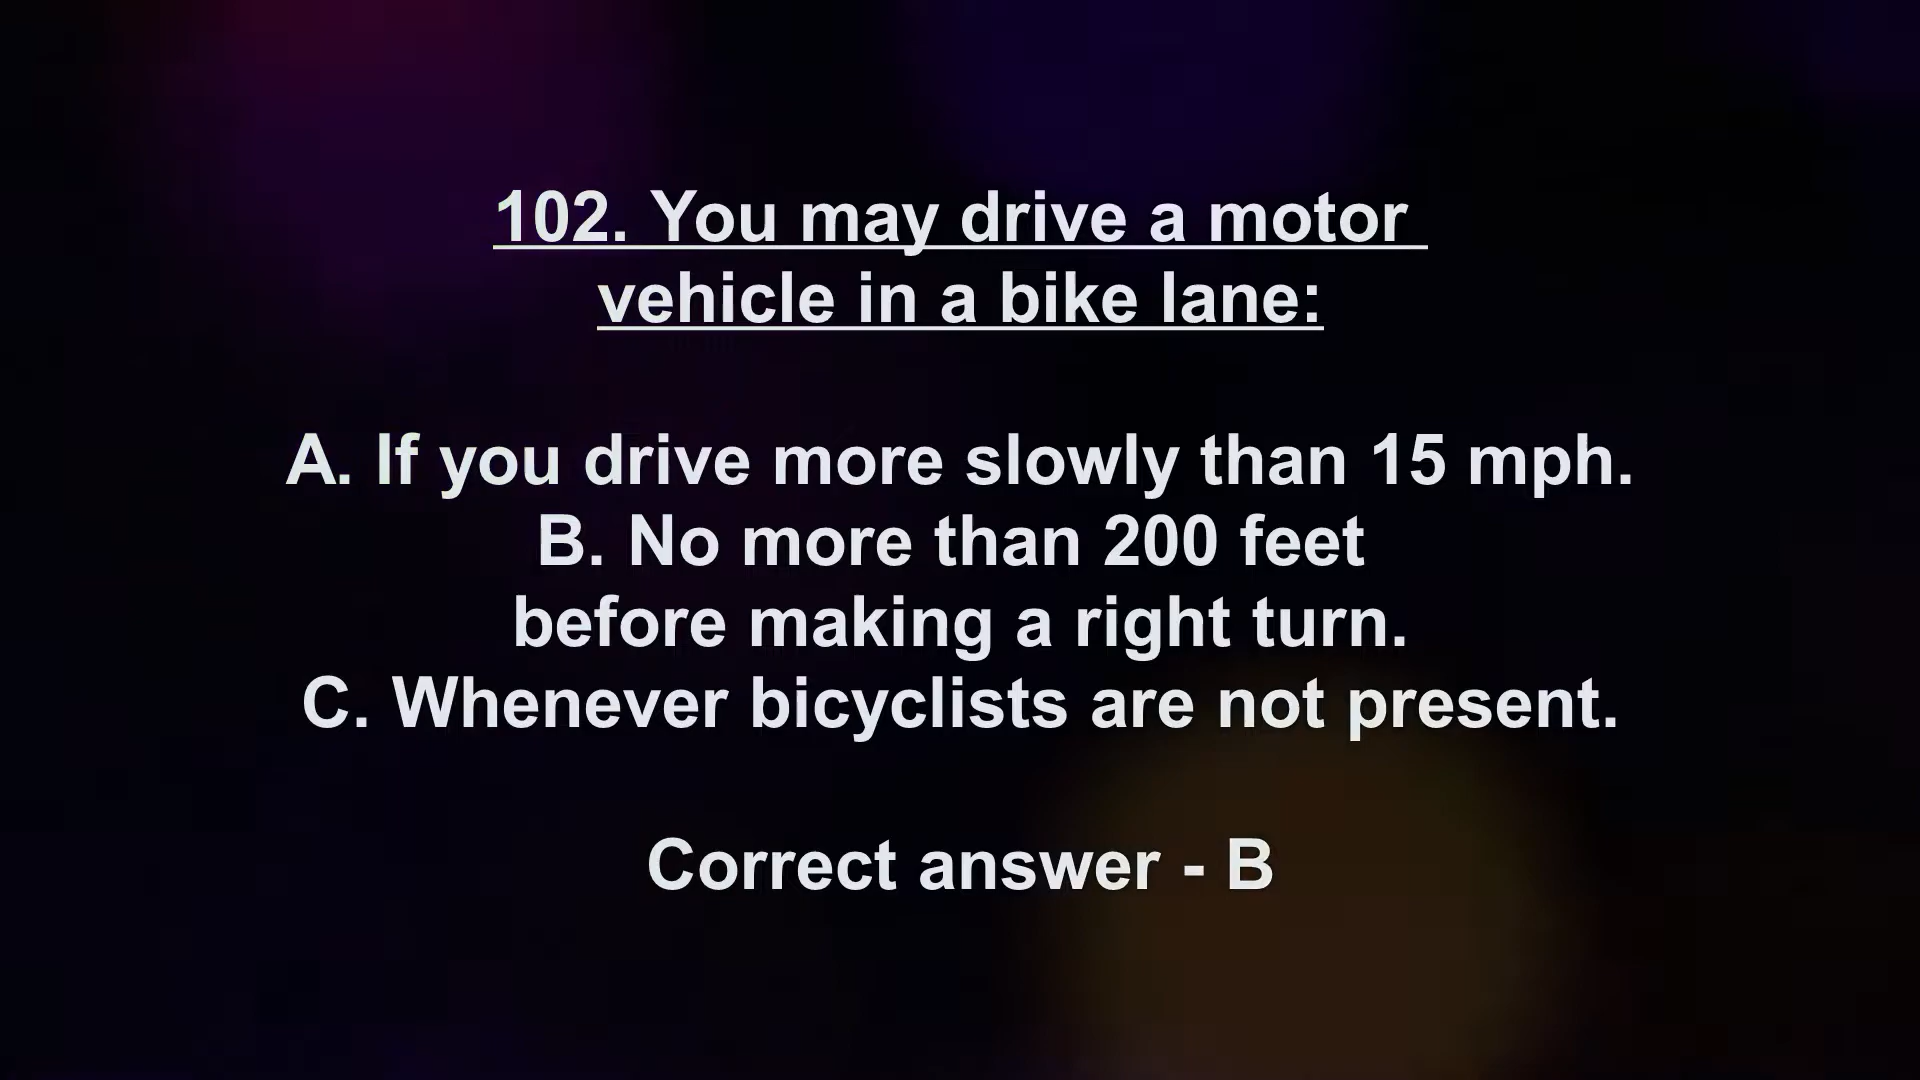 102. You may drive a motor
vehicle in a bike lane:
A. If you drive more slowly than 15 mph.
B. No more than 200 feet
before making a right turn.
C. Whenever bicyclists are not present.
Correct answer - B